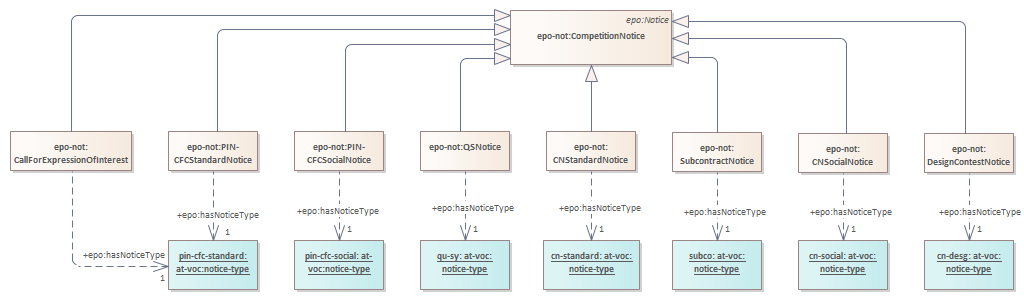 epo:Notice
epo-not:CompetitionNotice
epo-not:
CallForExpressionOfInterest
epo-not:PIN-
CFCStandardNotice
epo-not:PIN-
CFCSocialNotice
epo-not:QSNotice
epo-not:
CNStandardNotice
epo-not:
SubcontractNotice
epo-not:
CNSocialNotice
epo-not:
DesignContestNotice
+epo:hasNoticeType
1
+epo:hasNoticeType
1
+epo:hasNoticeType
1
+epo:hasNoticeType
1
+epo:hasNoticeType
1
+epo:hasNoticeType
1
+epo:hasNoticeType
1
+epo:hasNoticeType
1
pin-cfc-standard:
at-voc:notice-type
pin-cfc-social: at-
voc:notice-type
qu-sy: at-voc:
notice-type
cn-standard: at-voc:
notice-type
subco: at-voc:
notice-type
cn-social: at-voc:
notice-type
cn-desg: at-voc:
notice-type